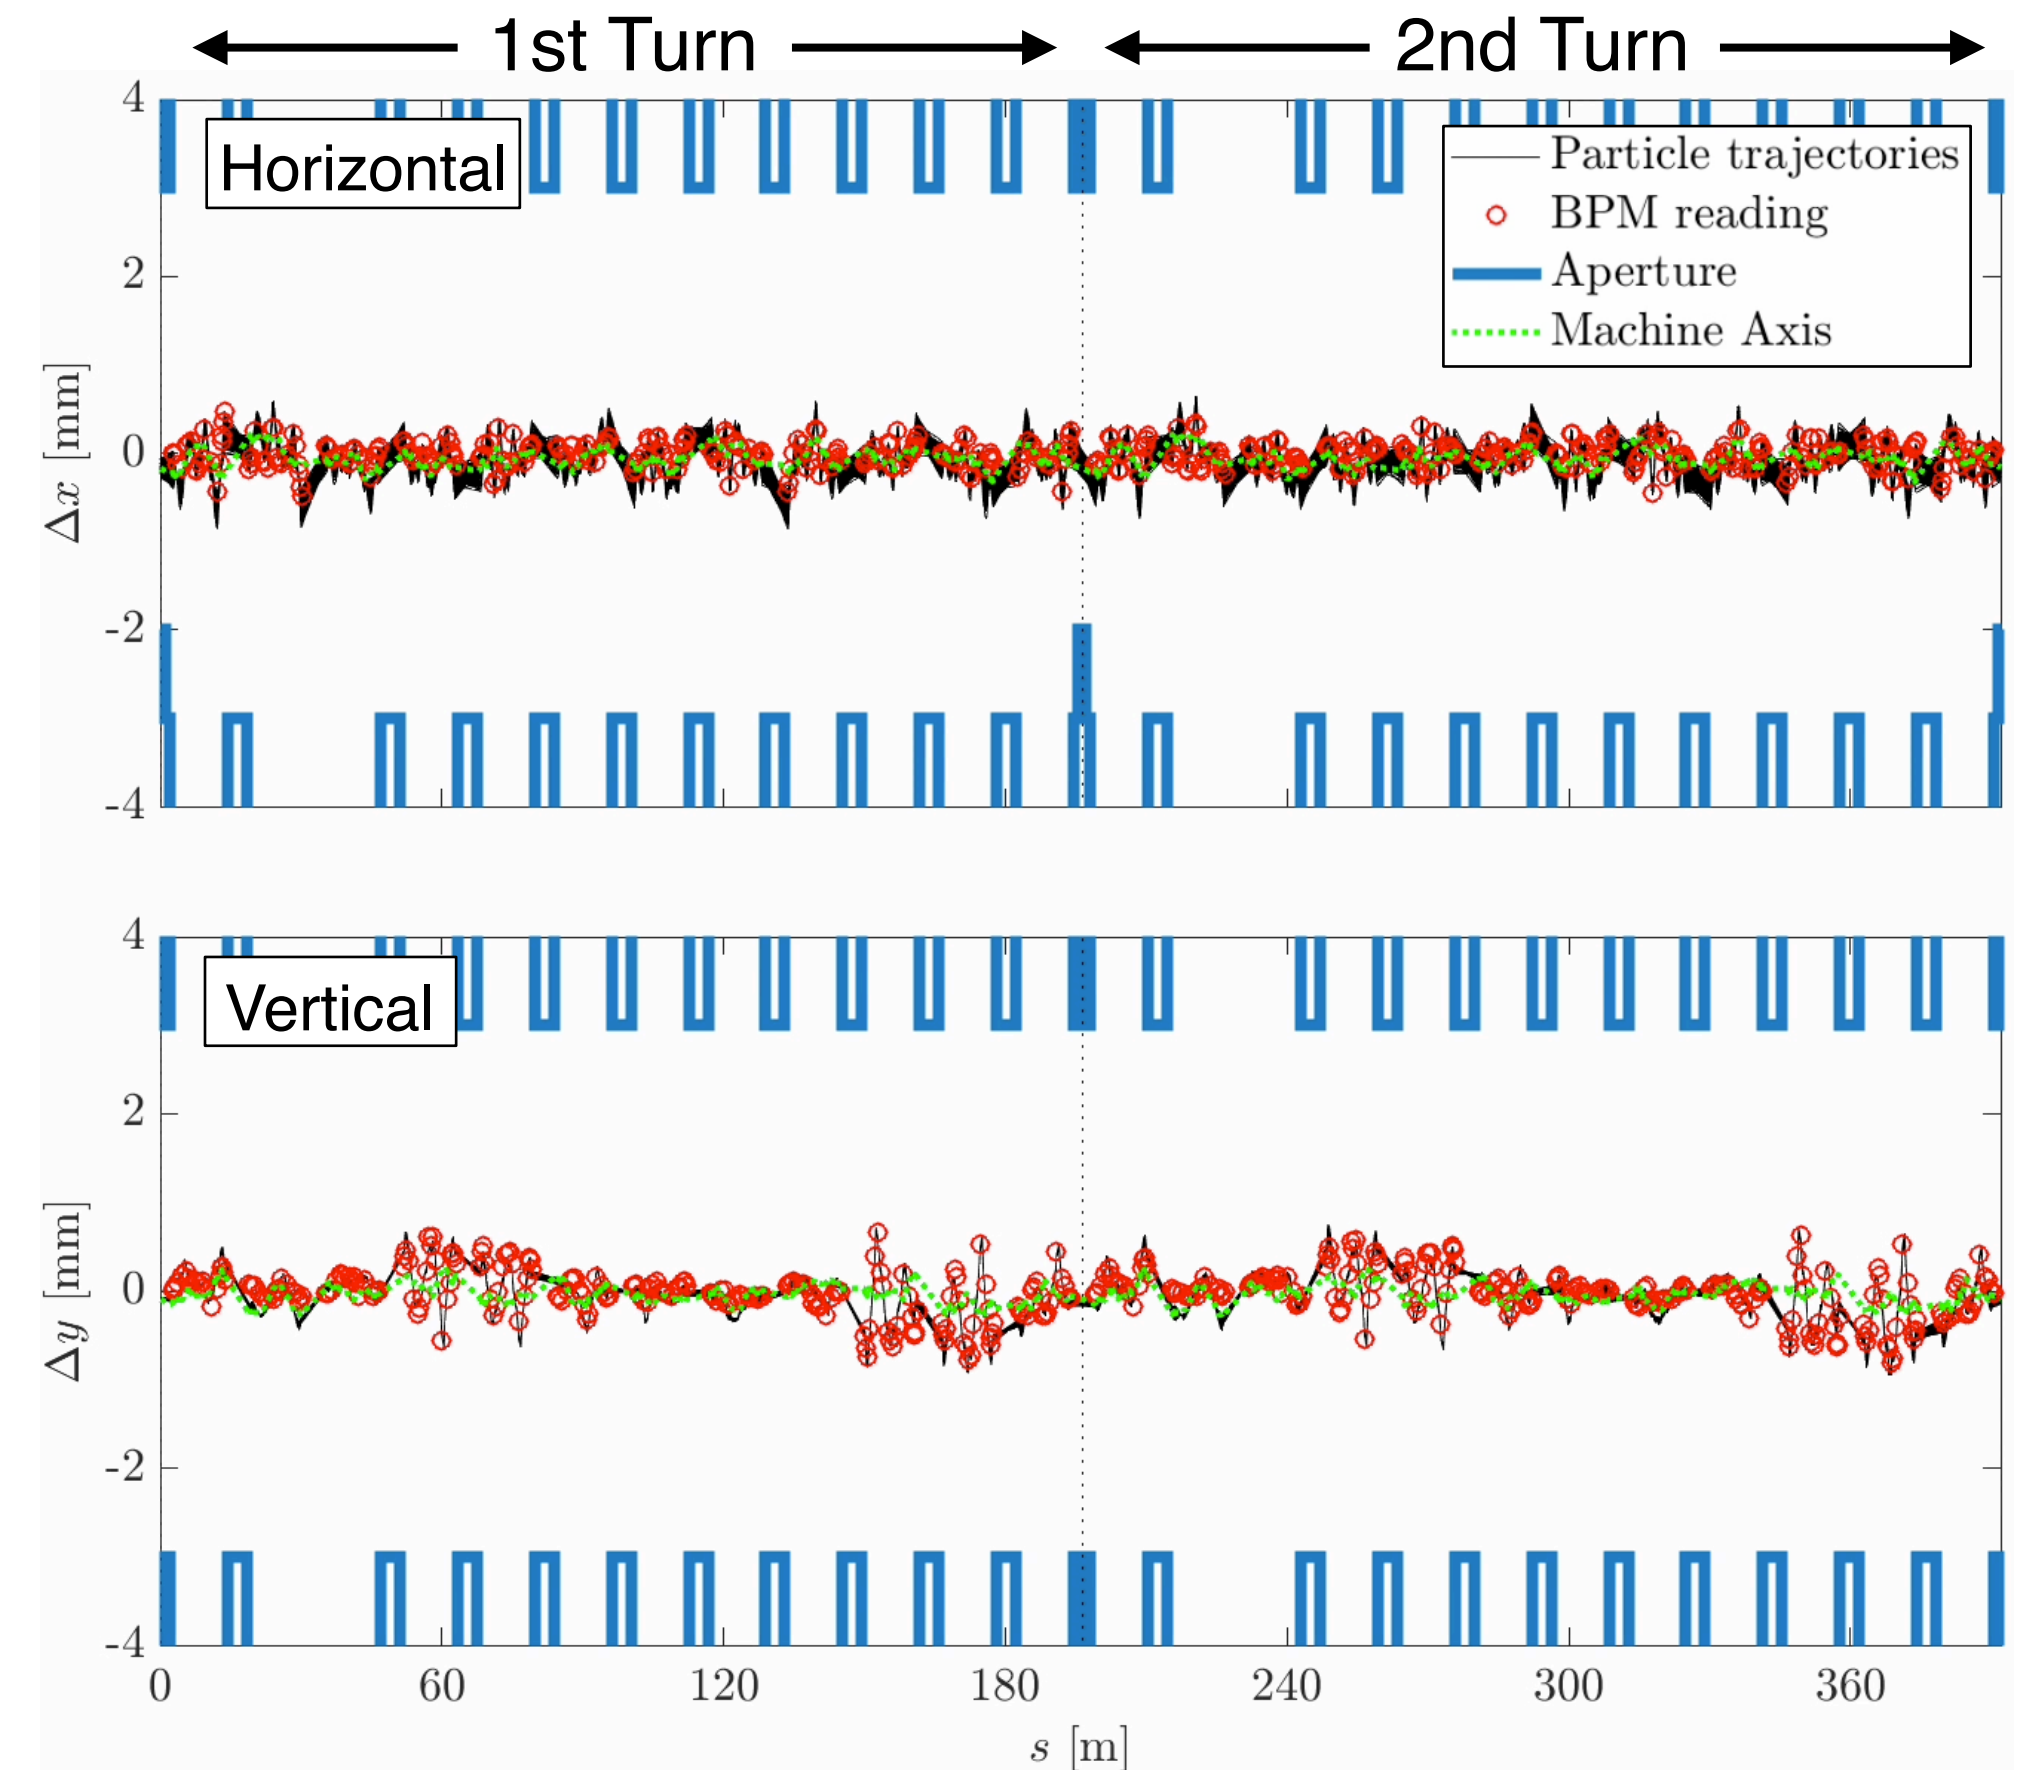 1st Turn 2nd Turn
4
Horizontal
Particle trajectories
BPM reading
Aperture
Machine Axis
2
0
-2
-4
Δx [mm]
4
Vertical
2
0
-2
-4
Δy [mm]
0 60 120 180 240 300 360
s [m]